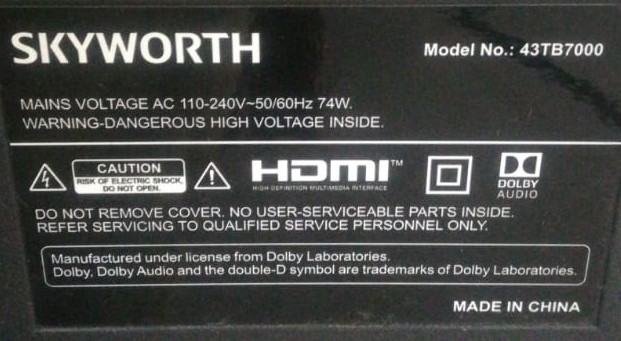 SKYWORTH
Model No.: 43TB7000
MAINS VOLTAGE AC 110-240V~50/60Hz 74W.
WARNING-DANGEROUS HIGH VOLTAGE INSIDE.
CAUTION
RISK OF ELECTRIC SHOCK
DO NOT OPEN.
HDMI™
HIGH DEFINITION MULTIMEDIA INTERFACE
DOLBY
AUDIO
DO NOT REMOVE COVER. NO USER-SERVICEABLE PARTS INSIDE.
REFER SERVICING TO QUALIFIED SERVICE PERSONNEL ONLY.
Manufactured under license from Dolby Laboratories.
Dolby, Dolby Audio and the double-D symbol are trademarks of Dolby Laboratories.
MADE IN CHINA